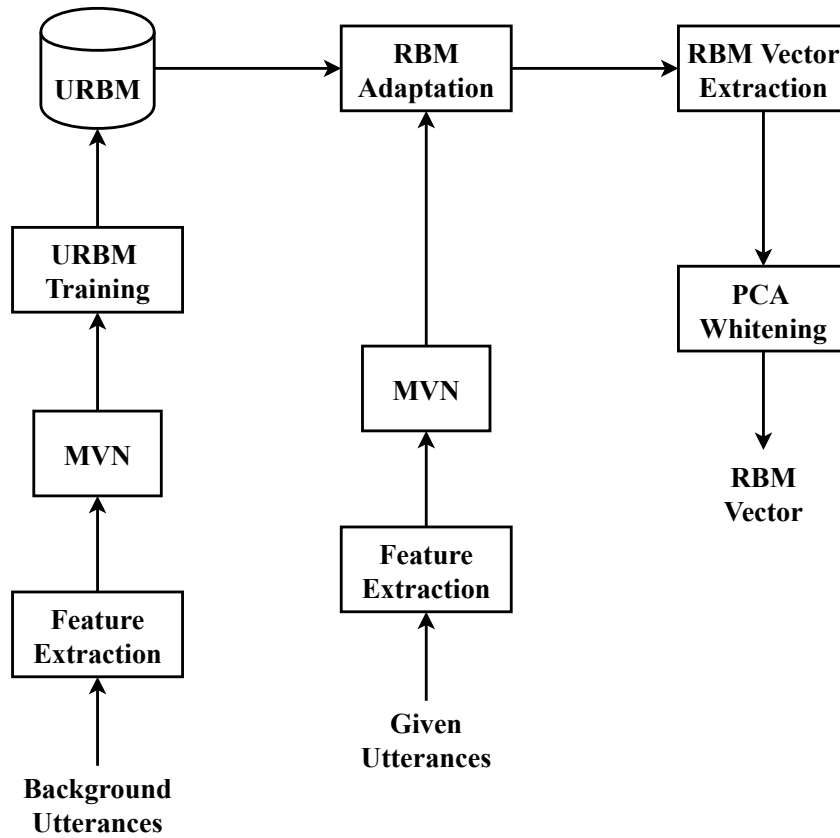 URBM
RBM
Adaptation
RBM Vector
Extraction
URBM
Training
PCA
Whitening
MVN
MVN
RBM
Vector
Feature
Extraction
Feature
Extraction
Given
Utterances
Background
Utterances